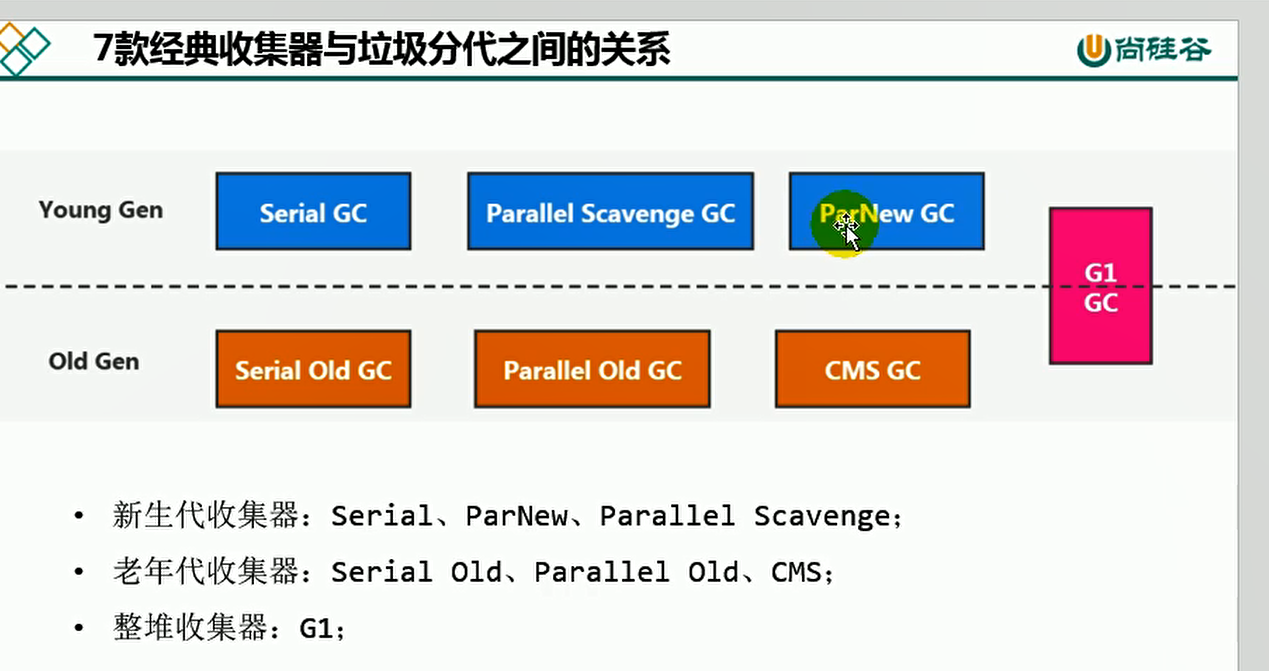 7款经典收集器与垃圾分代之间的关系
尚硅谷
Young Gen
Serial GC
Parallel Scavenge GC
ParNew GC
G1
GC
Old Gen
Serial Old GC
Parallel Old GC
CMS GC
• 新生代收集器：Serial、ParNew、Parallel Scavenge；
• 老年代收集器：Serial Old、Parallel Old、CMS；
• 整堆收集器：G1；